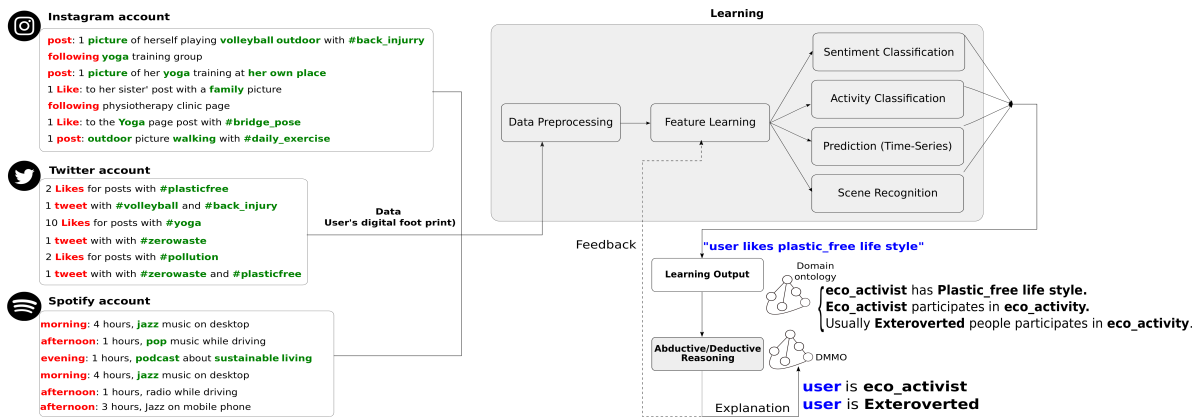 Instagram account
post: 1 picture of herself playing volleyball outdoor with #back_injurry
following yoga training group
post: 1 picture of her yoga training at her own place
1 Like: to her sister' post with a family picture
following physiotherapy clinic page
1 Like: to the Yoga page post with #bridge_pose
1 post: outdoor picture walking with #daily_exercise
Twitter account
2 Likes for posts with #plasticfree
1 tweet with #volleyball and #back_injury
10 Likes for posts with #yoga
1 tweet with with #zerowaste
2 Likes for posts with #pollution
1 tweet with with #zerowaste and #plasticfree
Spotify account
morning: 4 hours, jazz music on desktop
afternoon: 1 hours, pop music while driving
evening: 1 hours, podcast about sustainable living
morning: 4 hours, jazz music on desktop
afternoon: 1 hours, radio while driving
afternoon: 3 hours, Jazz on mobile phone
Data
User's digital foot print)
Learning
Data Preprocessing
Feature Learning
Sentiment Classification
Activity Classification
Prediction (Time-Series)
Scene Recognition
Feedback
"user likes plastic_free life style"
Learning Output
Domain
ontology
eco_activist has Plastic_free life style.
Eco_activist participates in eco_activity.
Usually Exteroverted people participates in eco_activity.
Abductive/Deductive
Reasoning
DMMO
Explanation
user is eco_activist
user is Exteroverted